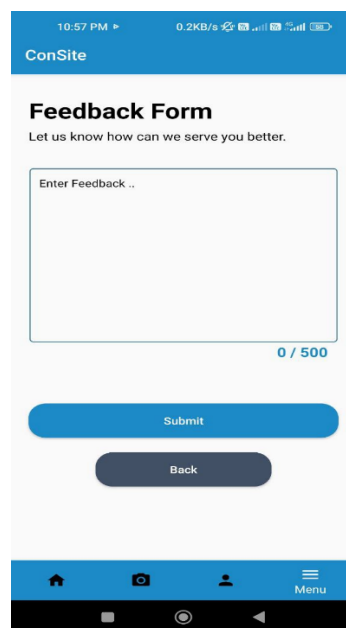 10:57 PM 0.2KB/s
ConSite
Feedback Form
Let us know how can we serve you better.
Enter Feedback ..
0 / 500
Submit
Back
Menu